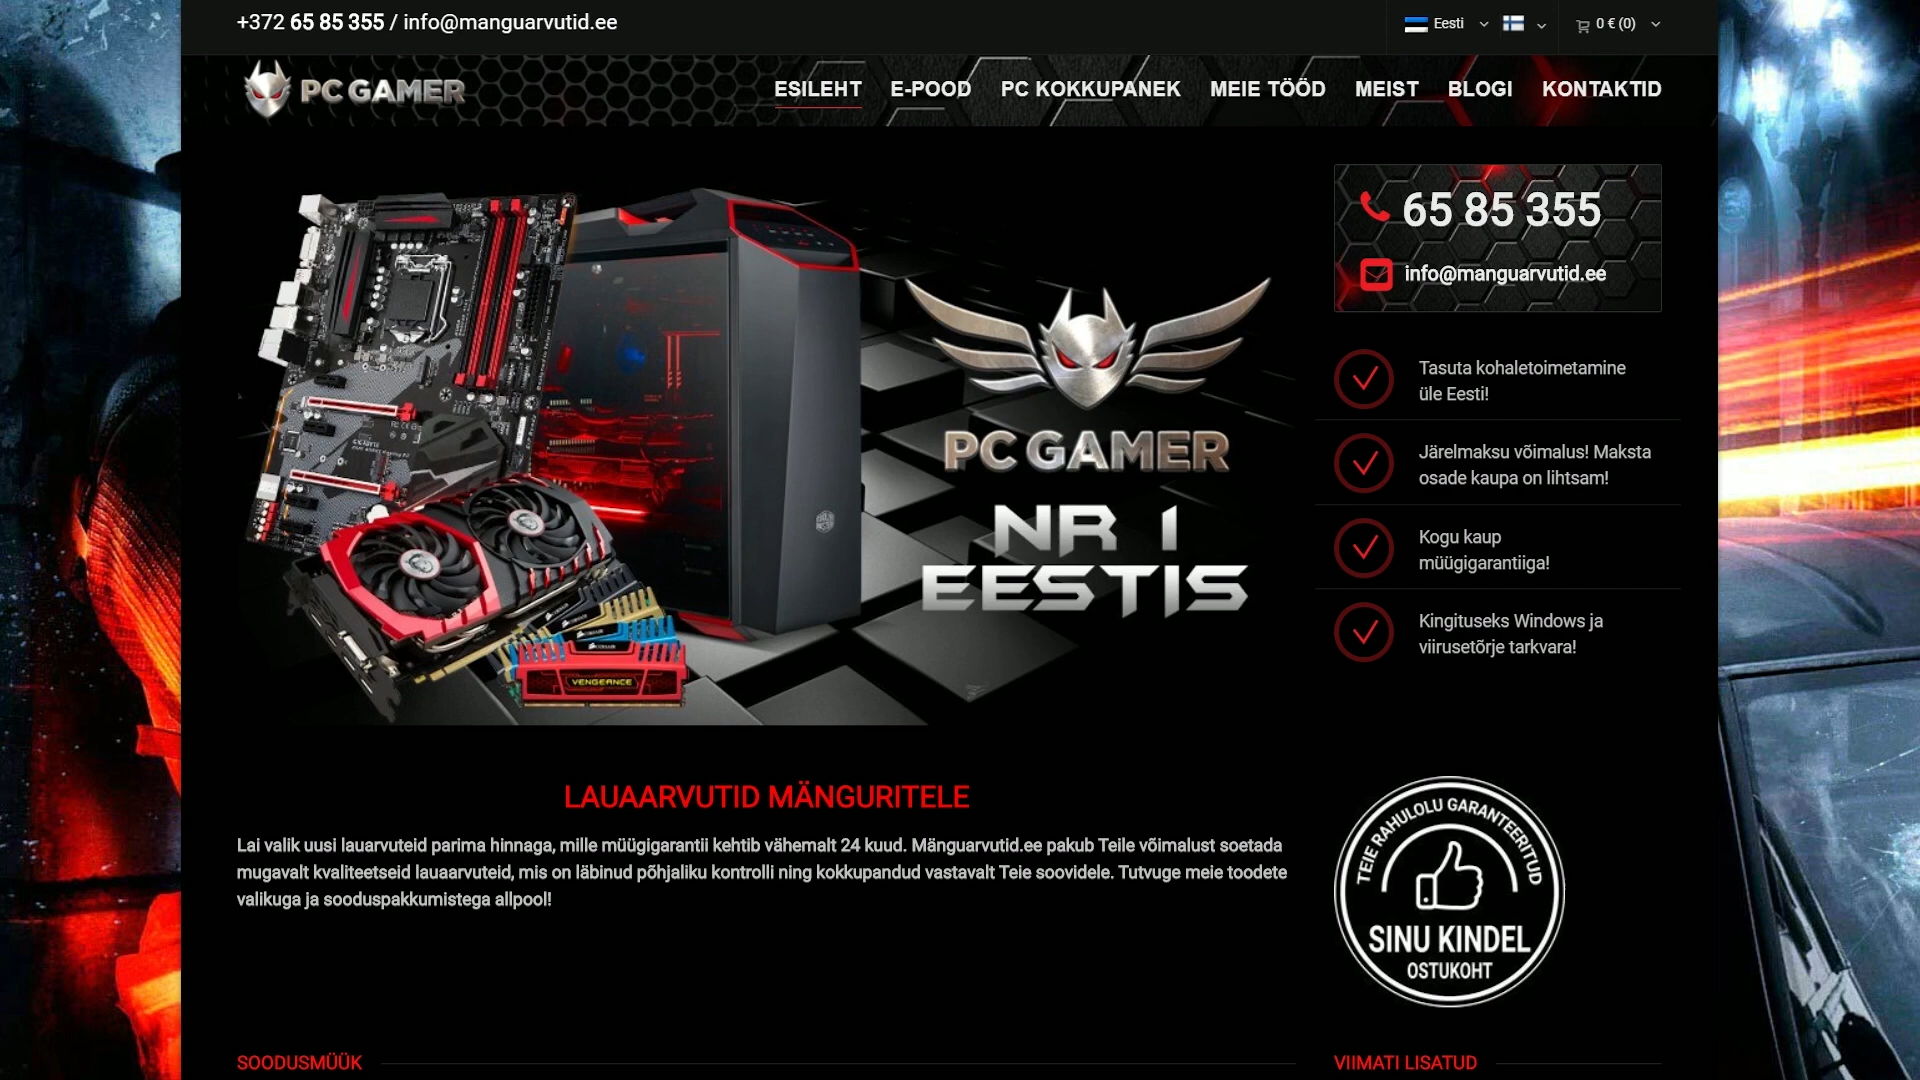 +372 65 85 355 / info@manguarvutid.ee
Eesti
0 € (0)
PC GAMER
ESILEHT
E-POOD
PC KOKKUPANEK
MEIE TÖÖD
MEIST
BLOGI
KONTAKTID
PC GAMER
NR 1
EESTIS
VENGEANCE
65 85 355
info@manguarvutid.ee
Tasuta kohaletoimetamine
üle Eesti!
Järelmaksu võimalus! Maksta
osade kaupa on lihtsam!
Kogu kaup
müügigarantiiga!
Kingituseks Windows ja
viirusetõrje tarkvara!
LAUAARVUTID MÄNGURITELE
Lai valik uusi lauarvuteid parima hinnaga, mille müügigarantii kehtib vähemalt 24 kuud. Mänguarvutid.ee pakub Teile võimalust soetada
mugavalt kvaliteetseid lauaarvuteid, mis on läbinud põhjaliku kontrolli ning kokkupandud vastavalt Teie soovidele. Tutvuge meie toodete
valikuga ja sooduspakkumistega allpool!
TEIE RAHULOLU GARANTEERITUD
SINU KINDEL
OSTUKOHT
SOODUSMÜÜK
VIIMATI LISATUD